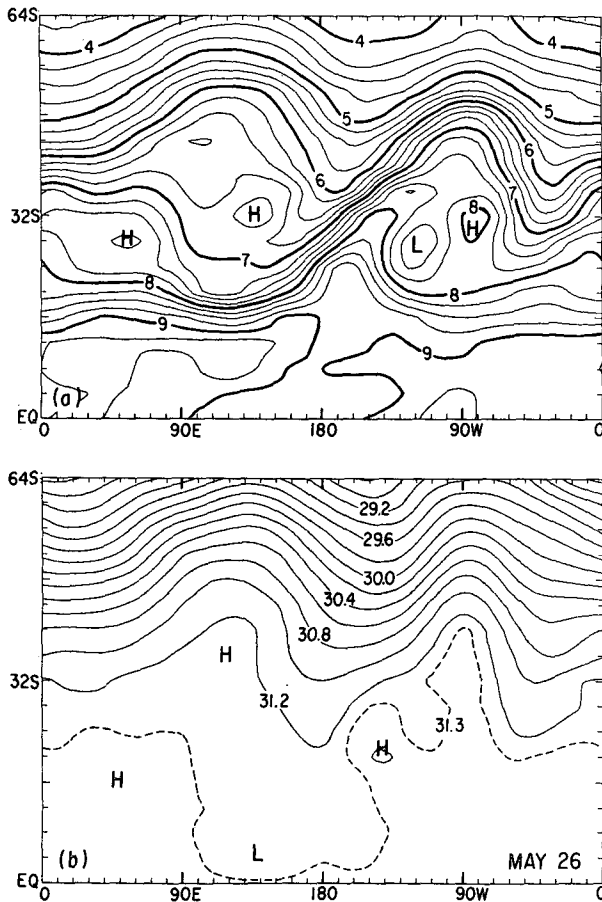 64S
4 4 4
5 5
6 6
7
32S H H 8 H
L
7
8 8
9 9
(a)
EQ
0 90E 180 90W 0
64S
29.2
29.6
30.0
30.4
30.8
H
32S
31.2
31.3
H
H
L
(b) MAY 26
EQ
0 90E 180 90W 0